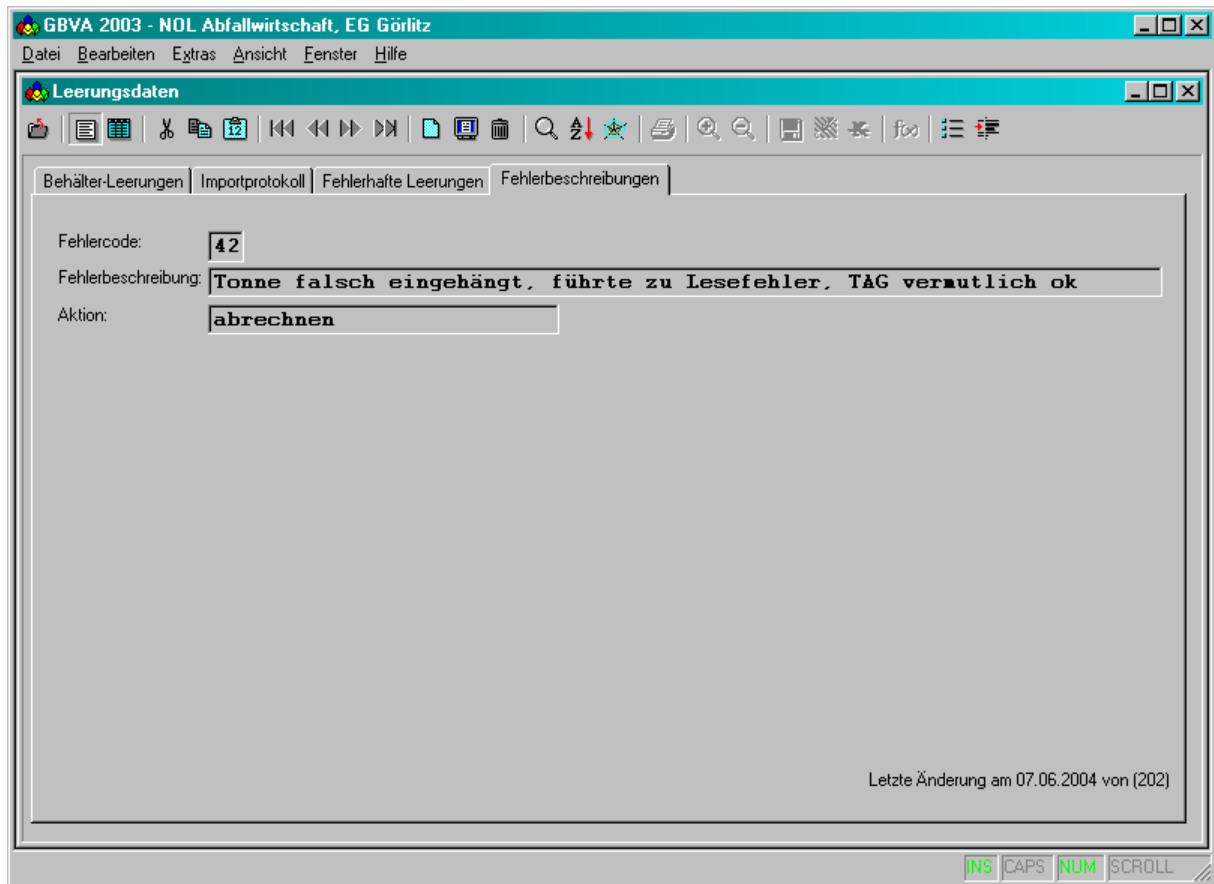 GBVA 2003 - NOL Abfallwirtschaft, EG Görlitz
Datei Bearbeiten Extras Ansicht Fenster Hilfe
Leerungsdaten
12 A Z f(x)
Behälter-Leerungen Importprotokoll Fehlerhafte Leerungen Fehlerbeschreibungen
Fehlercode: 42
Fehlerbeschreibung: Tonne falsch eingehängt, führte zu Lesefehler, TAG vermutlich ok
Aktion: abrechnen
Letzte Änderung am 07.06.2004 von (202)
INS CAPS NUM SCROLL